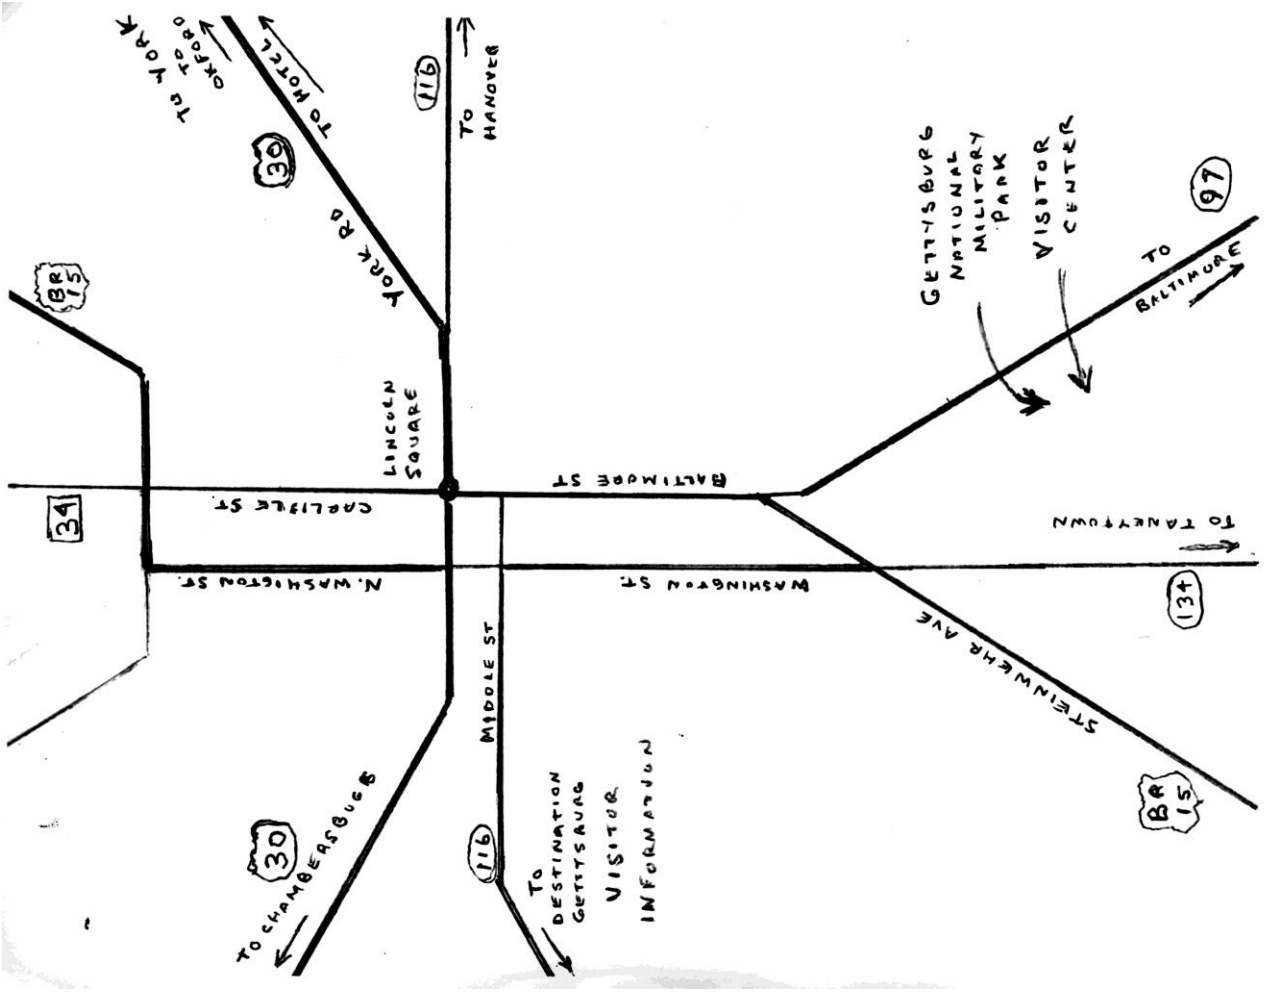 TO YORK
TO
OXFORD
TO HOTEL
30
YORK RD
116
TO
HANOVER
BR
15
LINCOLN
SQUARE
34
CARLISLE ST.
N. WASHIGTON ST.
BALTIMORE ST
WASHINGTON ST.
MIDDLE ST
GETTYSBURG
NATIONAL
MILITARY
PARK
VISITOR
CENTER
97
TO
BALTIMORE
TO TANEYTOWN
134
STEINWEHR AVE
BR
15
30
TO CHAMBERSBUGB
116
TO
DESTINATION
GETTYSBURG
VISITOR
INFORMATION